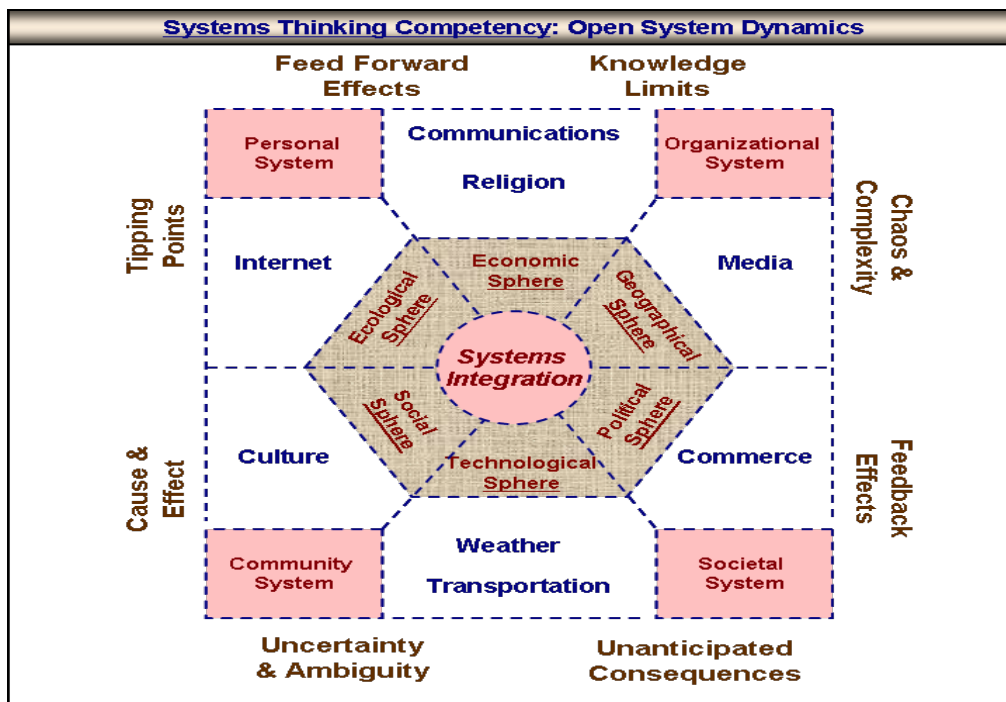 Systems Thinking Competency: Open System Dynamics
Feed Forward
Effects
Knowledge
Limits
Personal
System
Communications
Religion
Organizational
System
Tipping
Points
Chaos &
Complexity
Internet
Media
Ecological
Sphere
Economic
Sphere
Geographical
Sphere
Systems
Integration
Social
Sphere
Technological
Sphere
Political
Sphere
Cause &
Effect
Culture
Commerce
Feedback
Effects
Community
System
Weather
Transportation
Societal
System
Uncertainty
& Ambiguity
Unanticipated
Consequences